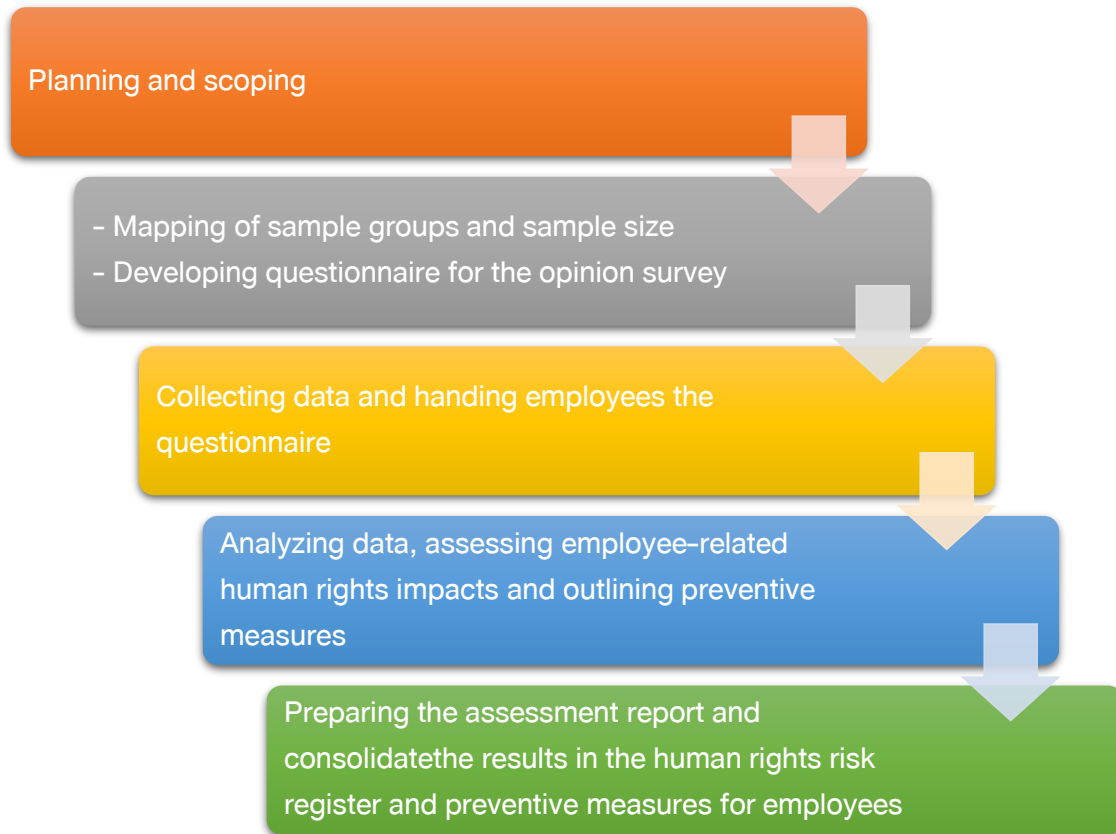 Planning and scoping
- Mapping of sample groups and sample size
- Developing questionnaire for the opinion survey
Collecting data and handing employees the
questionnaire
Analyzing data, assessing employee-related
human rights impacts and outlining preventive
measures
Preparing the assessment report and
consolidatethe results in the human rights risk
register and preventive measures for employees